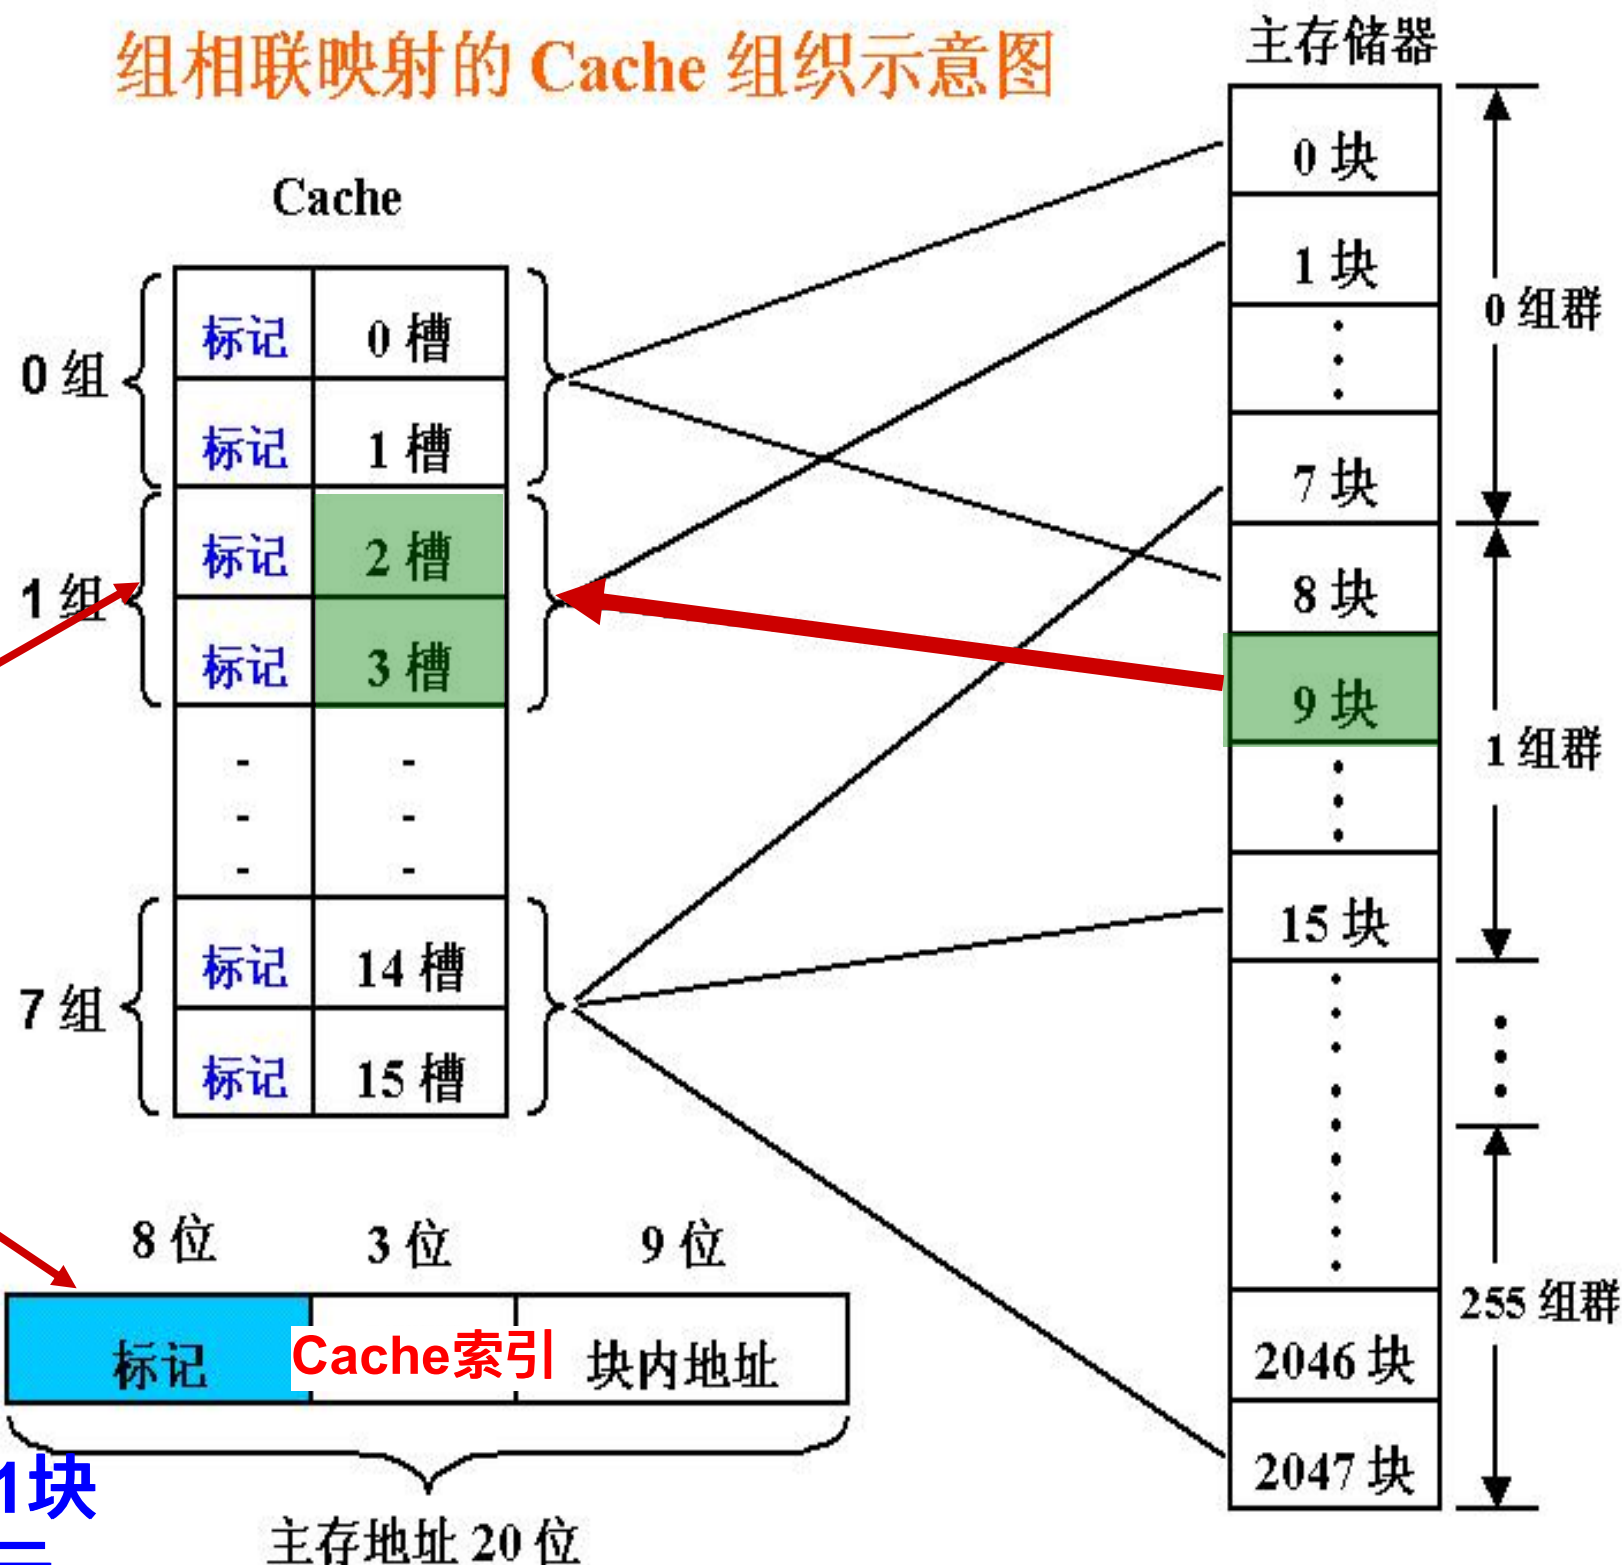 组相联映射的 Cache 组织示意图
主存储器
Cache
0 组
标记
0 槽
标记
1 槽
1 组
标记
2 槽
标记
3 槽
7 组
标记
14 槽
标记
15 槽
0 块
1 块
7 块
8 块
9 块
15 块
2046 块
2047 块
0 组群
1 组群
255 组群
8 位
3 位
9 位
标记
Cache索引
块内地址
1块
主存地址 20 位